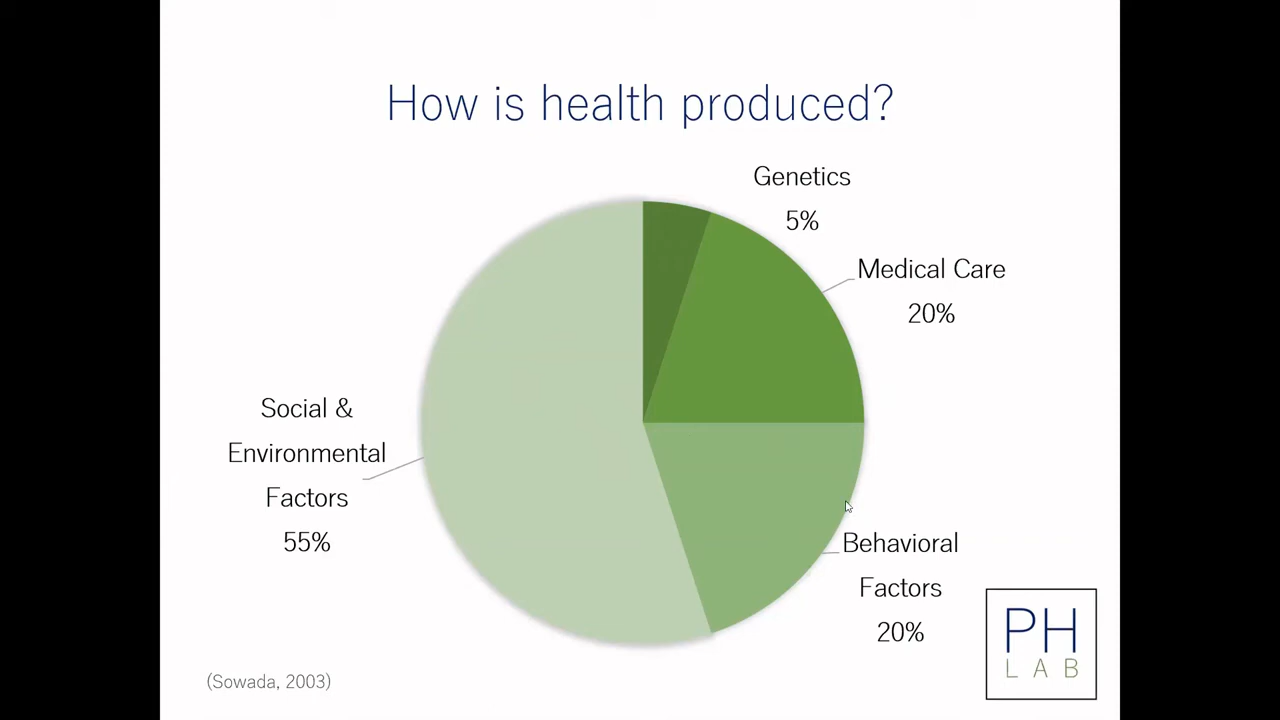 How is health produced?
Genetics
5%
Medical Care
20%
Social &
Environmental
Factors
55%
Behavioral
Factors
20%
(Sowada, 2003)
PH
LAB